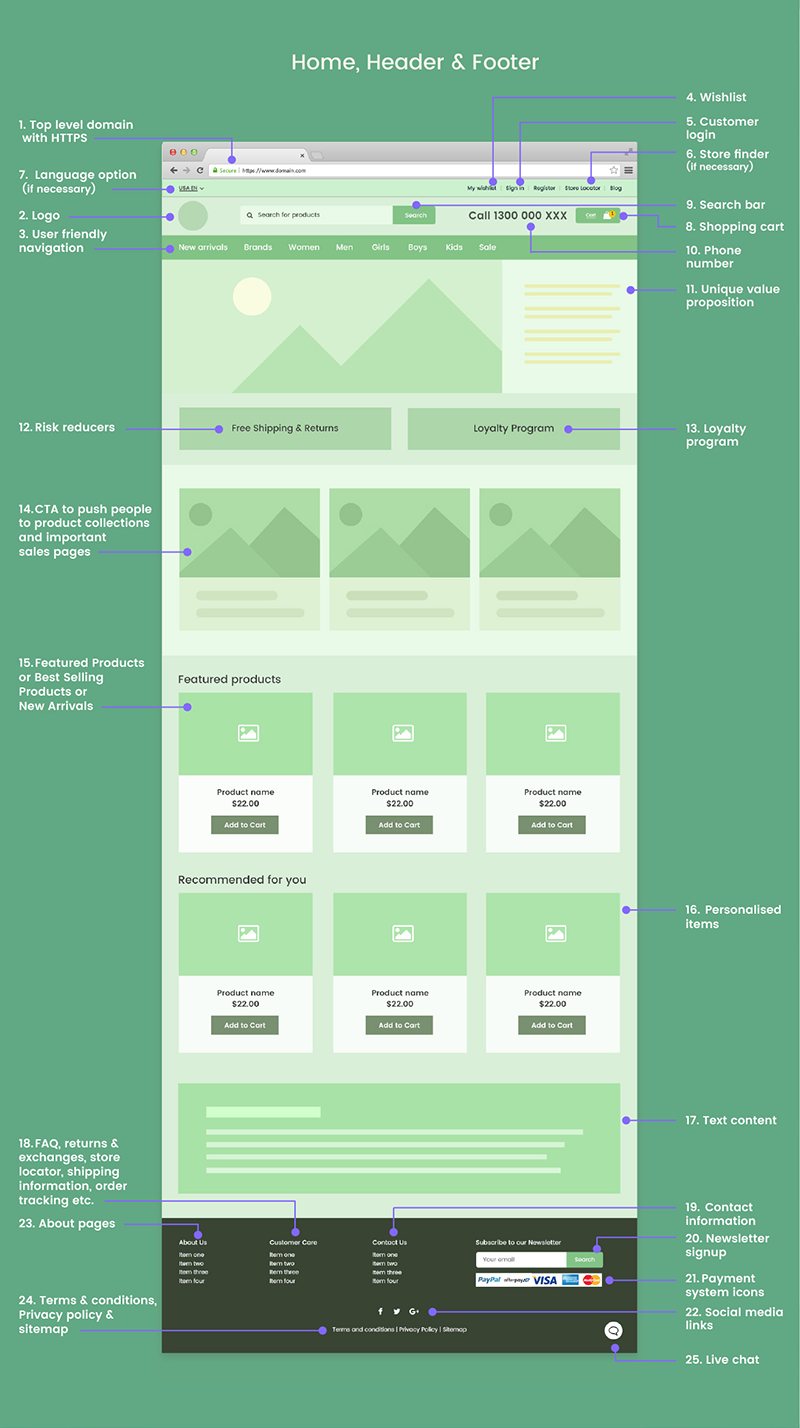 Home, Header & Footer
1. Top level domain
with HTTPS
7. Language option
(if necessary)
2. Logo
3. User friendly
navigation
4. Wishlist
5. Customer
login
6. Store finder
(if necessary)
9. Search bar
8. Shopping cart
10. Phone
number
11. Unique value
proposition
Secure | https://www.domain.com
USA EN
My wishlist | Sign in | Register | Store Locator | Blog
Search for products
Search
Call 1300 000 XXX
Cart
New arrivals Brands Women Men Girls Boys Kids Sale
12. Risk reducers
Free Shipping & Returns
Loyalty Program
13. Loyalty
program
14. CTA to push people
to product collections
and important
sales pages
15. Featured Products
or Best Selling
Products or
New Arrivals
Featured products
Product name
$22.00
Add to Cart
Product name
$22.00
Add to Cart
Product name
$22.00
Add to Cart
Recommended for you
16. Personalised
items
Product name
$22.00
Add to Cart
Product name
$22.00
Add to Cart
Product name
$22.00
Add to Cart
17. Text content
18. FAQ, returns &
exchanges, store
locator, shipping
information, order
tracking etc.
23. About pages
24. Terms & conditions,
Privacy policy &
sitemap
19. Contact
information
20. Newsletter
signup
21. Payment
system icons
22. Social media
links
25. Live chat
About Us
Item one
Item two
Item three
Item four
Customer Care
Item one
Item two
Item three
Item four
Contact Us
Item one
Item two
Item three
Item four
Subscribe to our Newsletter
Your email
Search
PayPal afterpay VISA
G+
Terms and conditions | Privacy Policy | Sitemap